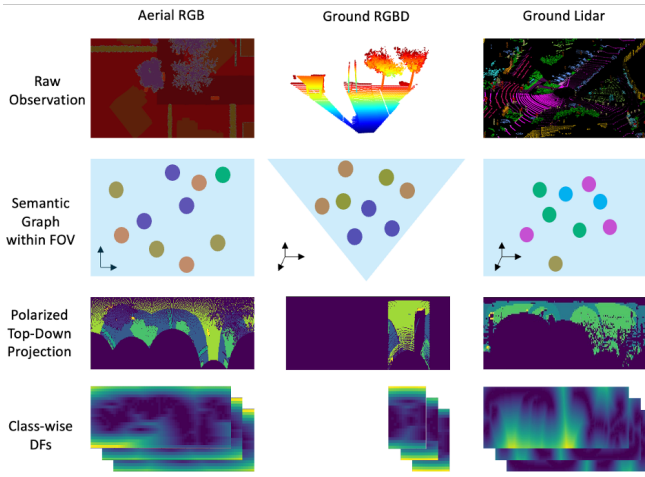 Aerial RGB Ground RGBD Ground Lidar
Raw
Observation
Semantic
Graph
within FOV
Polarized
Top-Down
Projection
Class-wise
DFs